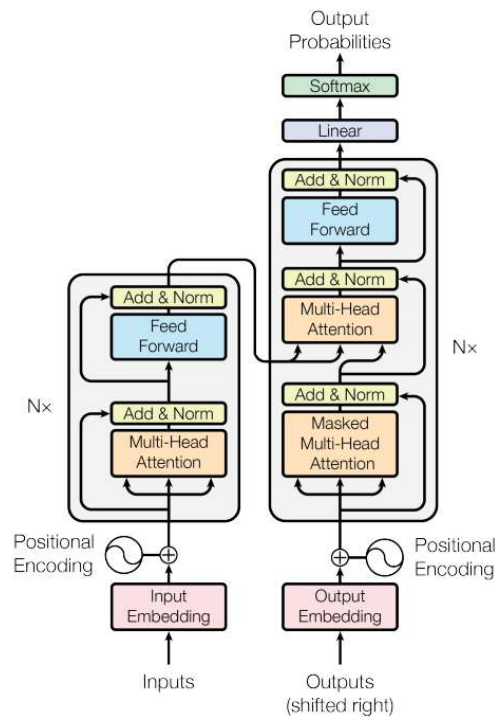 Output
Probabilities
Softmax
Linear
Add & Norm
Feed
Forward
Add & Norm
Multi-Head
Attention
Add & Norm
Masked
Multi-Head
Attention
Nx
Add & Norm
Feed
Forward
Add & Norm
Multi-Head
Attention
Nx
Positional
Encoding
Positional
Encoding
Input
Embedding
Output
Embedding
Inputs
Outputs
(shifted right)